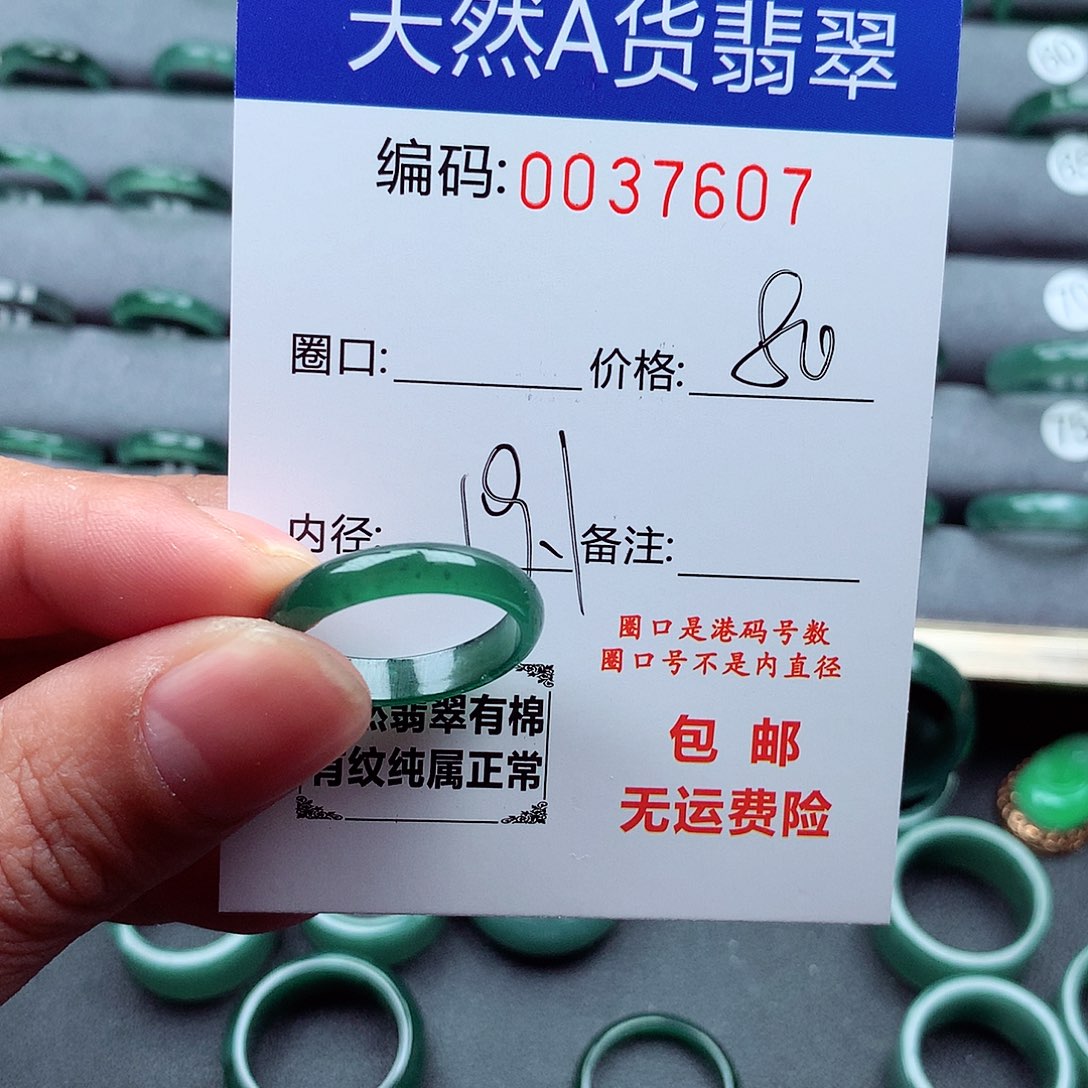 天然A货翡翠
编码:0037607
圈口: 价格: 80
内径: 19.1 备注:
圈口是港码号数
圈口号不是内直径
翡翠有棉
有纹纯属正常
包 邮
无运费险